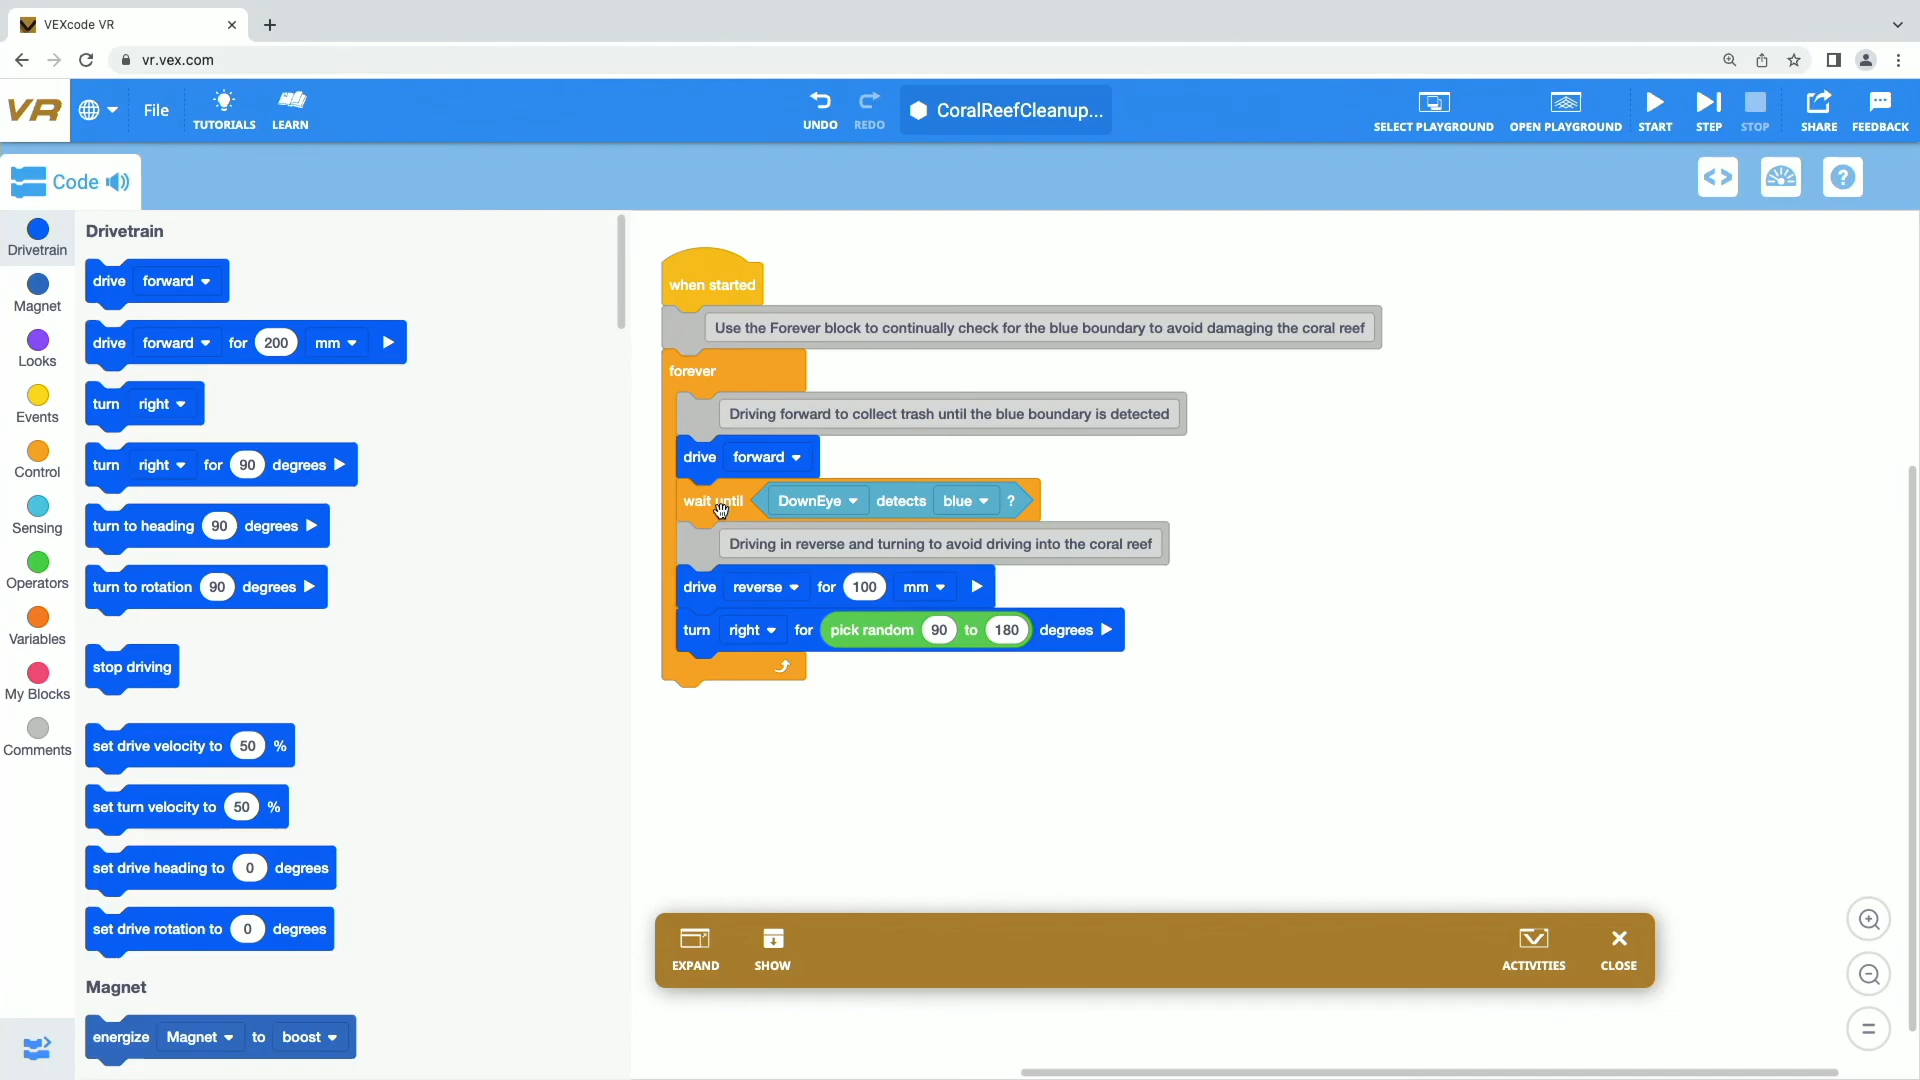 VEXcode VR
vr.vex.com
VR
File
TUTORIALS
LEARN
UNDO
REDO
CoralReefCleanup...
SELECT PLAYGROUND
OPEN PLAYGROUND
START
STEP
STOP
SHARE
FEEDBACK
Code
Drivetrain
Magnet
Looks
Events
Control
Sensing
Operators
Variables
My Blocks
Comments
Drivetrain
drive forward
drive forward for 200 mm
turn right
turn right for 90 degrees
turn to heading 90 degrees
turn to rotation 90 degrees
stop driving
set drive velocity to 50 %
set turn velocity to 50 %
set drive heading to 0 degrees
set drive rotation to 0 degrees
Magnet
energize Magnet to boost
when started
Use the Forever block to continually check for the blue boundary to avoid damaging the coral reef
forever
Driving forward to collect trash until the blue boundary is detected
drive forward
wait until DownEye detects blue ?
Driving in reverse and turning to avoid driving into the coral reef
drive reverse for 100 mm
turn right for pick random 90 to 180 degrees
EXPAND
SHOW
ACTIVITIES
CLOSE